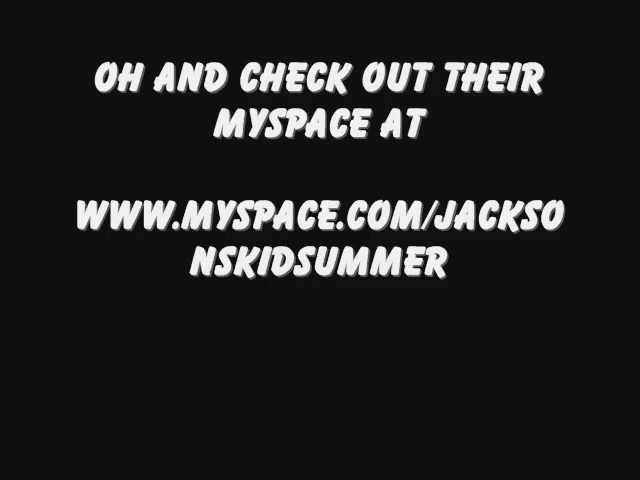 OH AND CHECK OUT THEIR
MYSPACE AT
WWW.MYSPACE.COM/JACKSO
NSKIDSUMMER